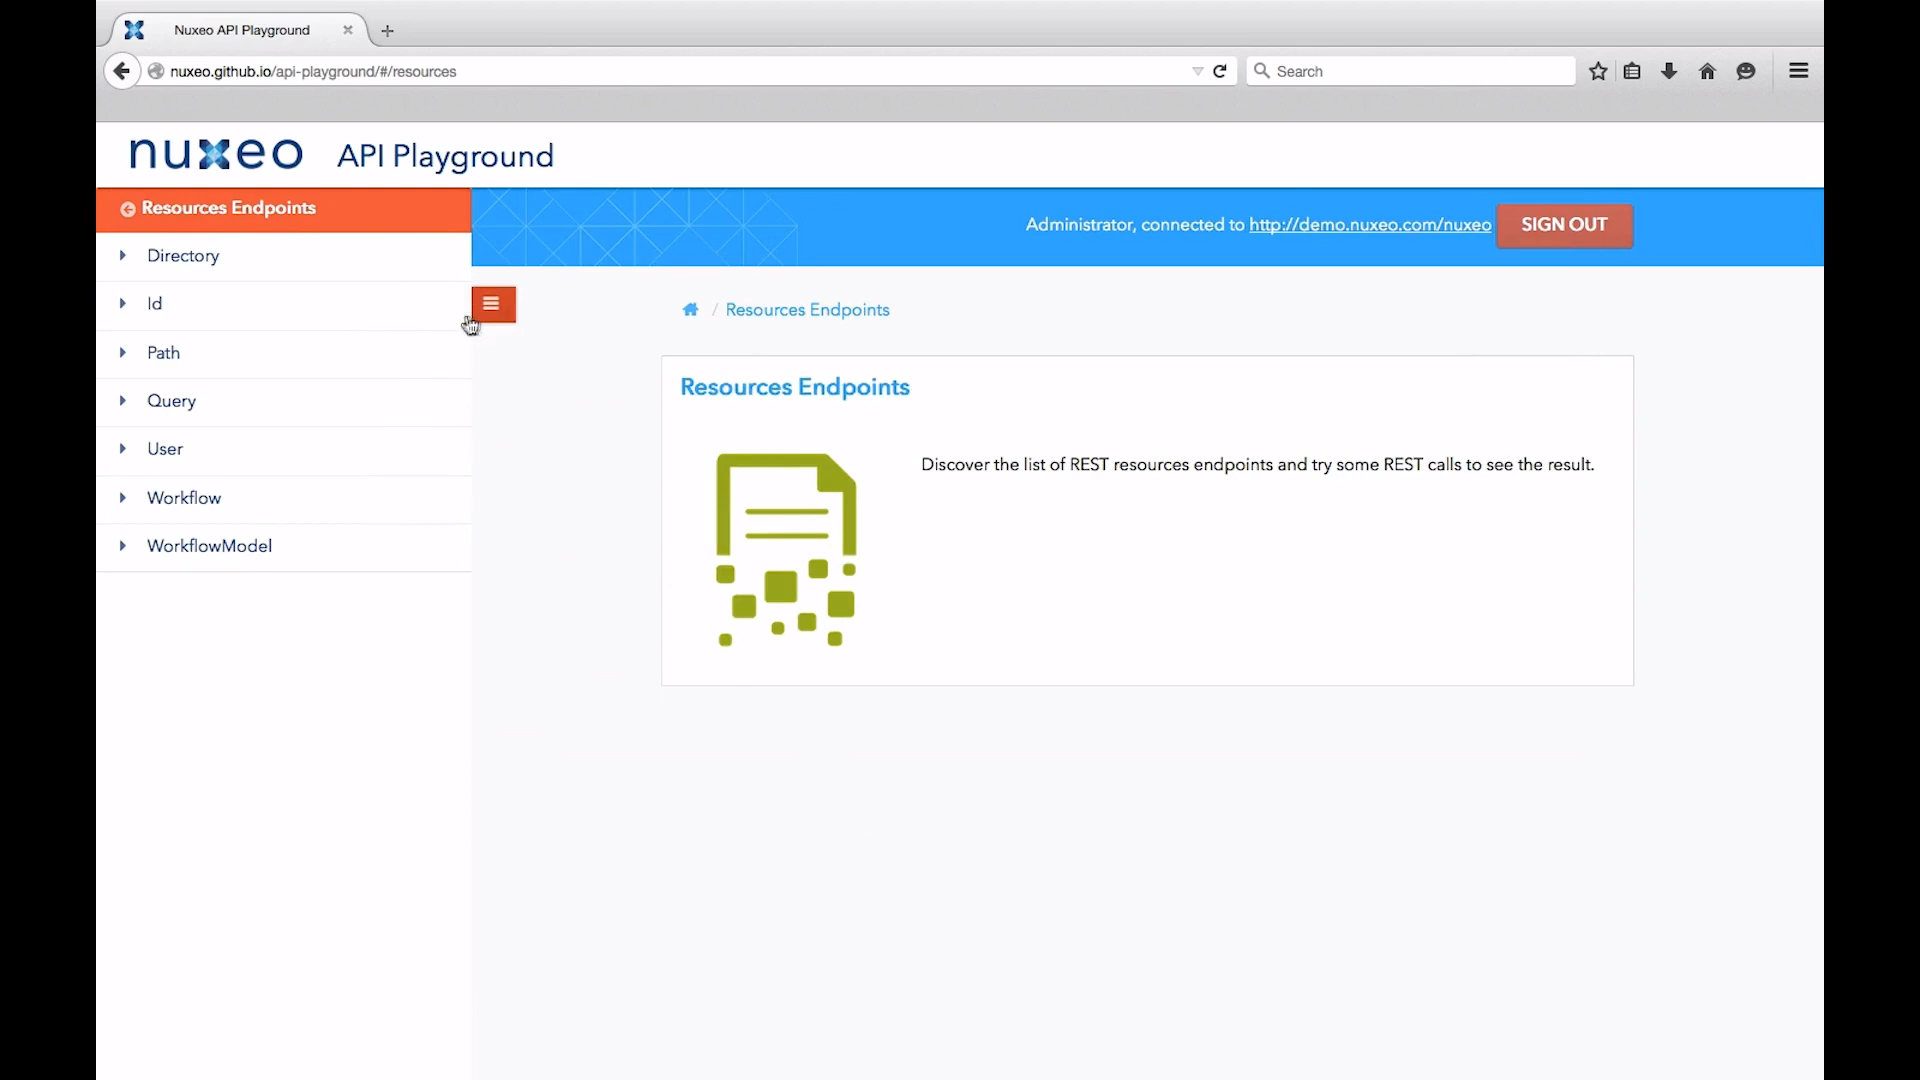 Nuxeo API Playground
nuxeo.github.io/api-playground/#/resources
Search
nuxeo API Playground
Resources Endpoints
Administrator, connected to http://demo.nuxeo.com/nuxeo
SIGN OUT
Directory
Id
Path
Query
User
Workflow
WorkflowModel
/ Resources Endpoints
Resources Endpoints
Discover the list of REST resources endpoints and try some REST calls to see the result.